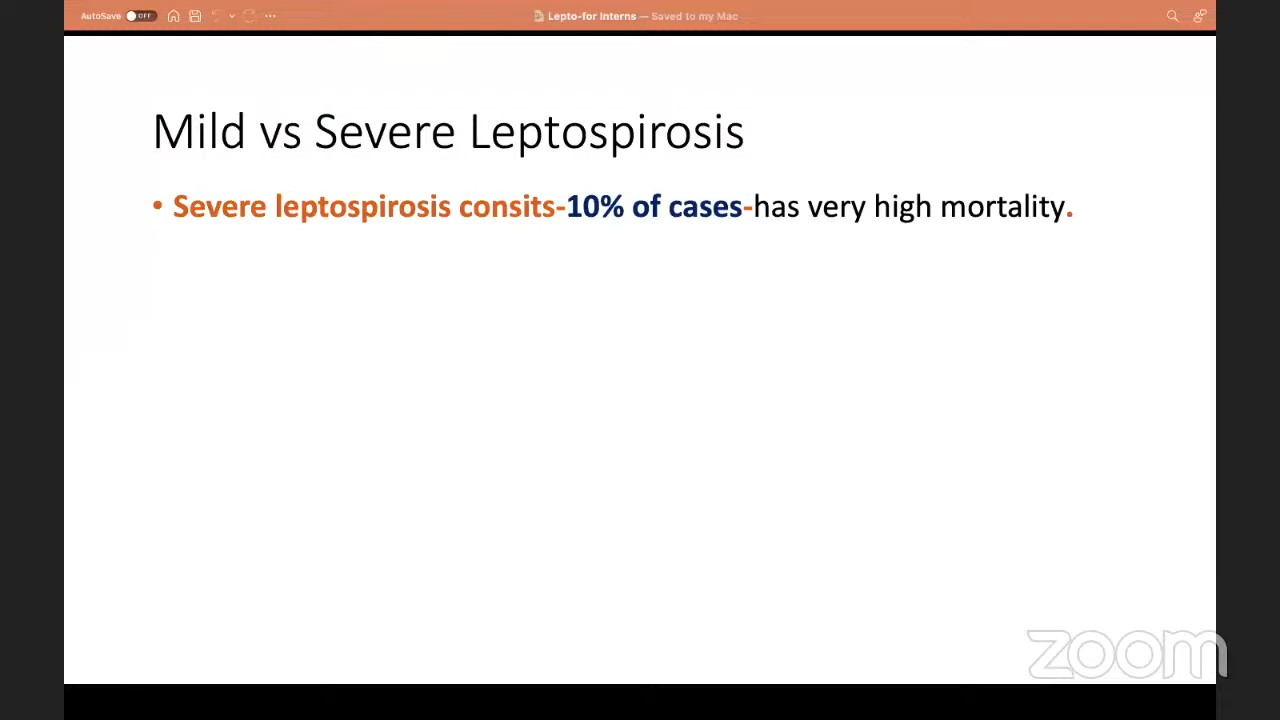 AutoSave OFF
Lepto-for Interns — Saved to my Mac
Mild vs Severe Leptospirosis
• Severe leptospirosis consits-10% of cases-has very high mortality.
zoom